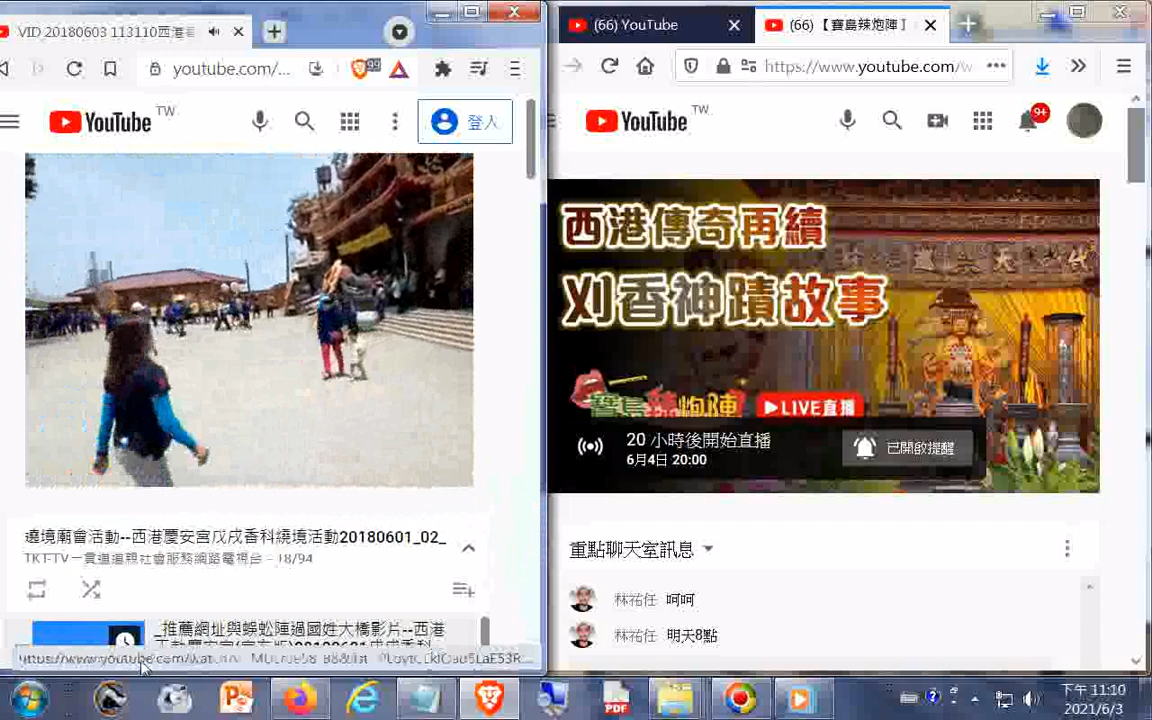 VID 20180603 113110西港
youtube.com/...
99
YouTube TW
登入
遶境廟會活動--西港慶安宮戊戌香科繞境活動20180601_02_
TKT-TV一貫道追親社會服務網路電視台 - 18/94
_推薦網址與蜈蚣陣過國姓大橋影片--西港
(66) YouTube
(66) 【寶島辣炮陣】
https://www.youtube.com/w
YouTube TW
9+
西港傳奇再續
刈香神蹟故事
寶島辣炮陣
LIVE直播
20 小時後開始直播
6月4日 20:00
已開啟提醒
重點聊天室訊息
林祐任 呵呵
林祐任 明天8點
PDF
下午 11:10
2021/6/3